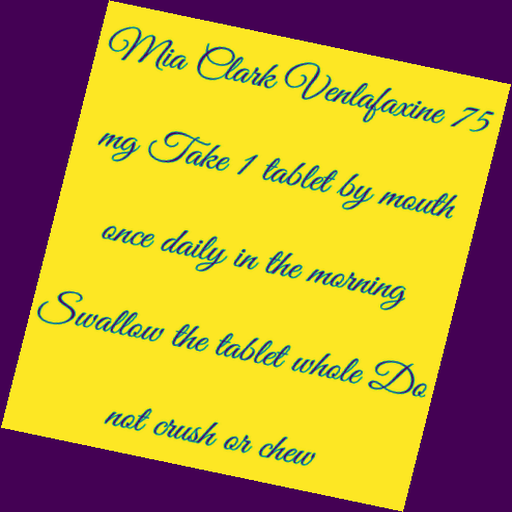 Mia Clark Venlafaxine 75
mg Take 1 tablet by mouth
once daily in the morning
Swallow the tablet whole Do
not crush or chew